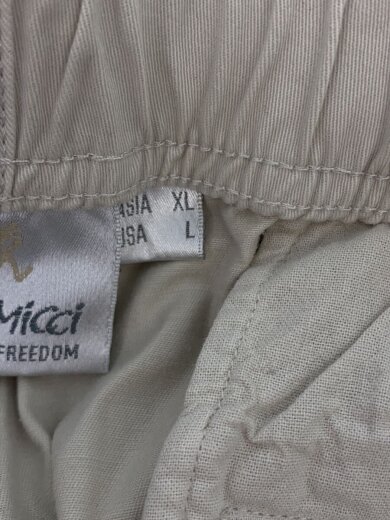 ASIA XL
USA L
Micci
FREEDOM